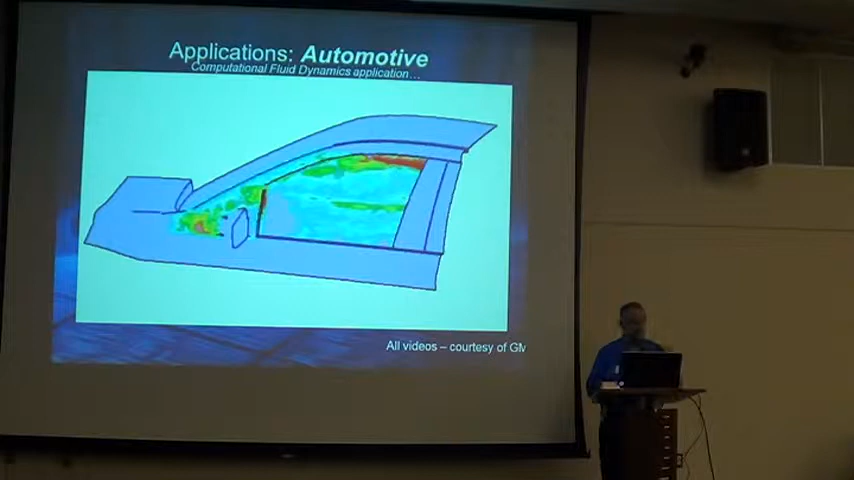 Applications: Automotive
Computational Fluid Dynamics application...
All videos – courtesy of GM